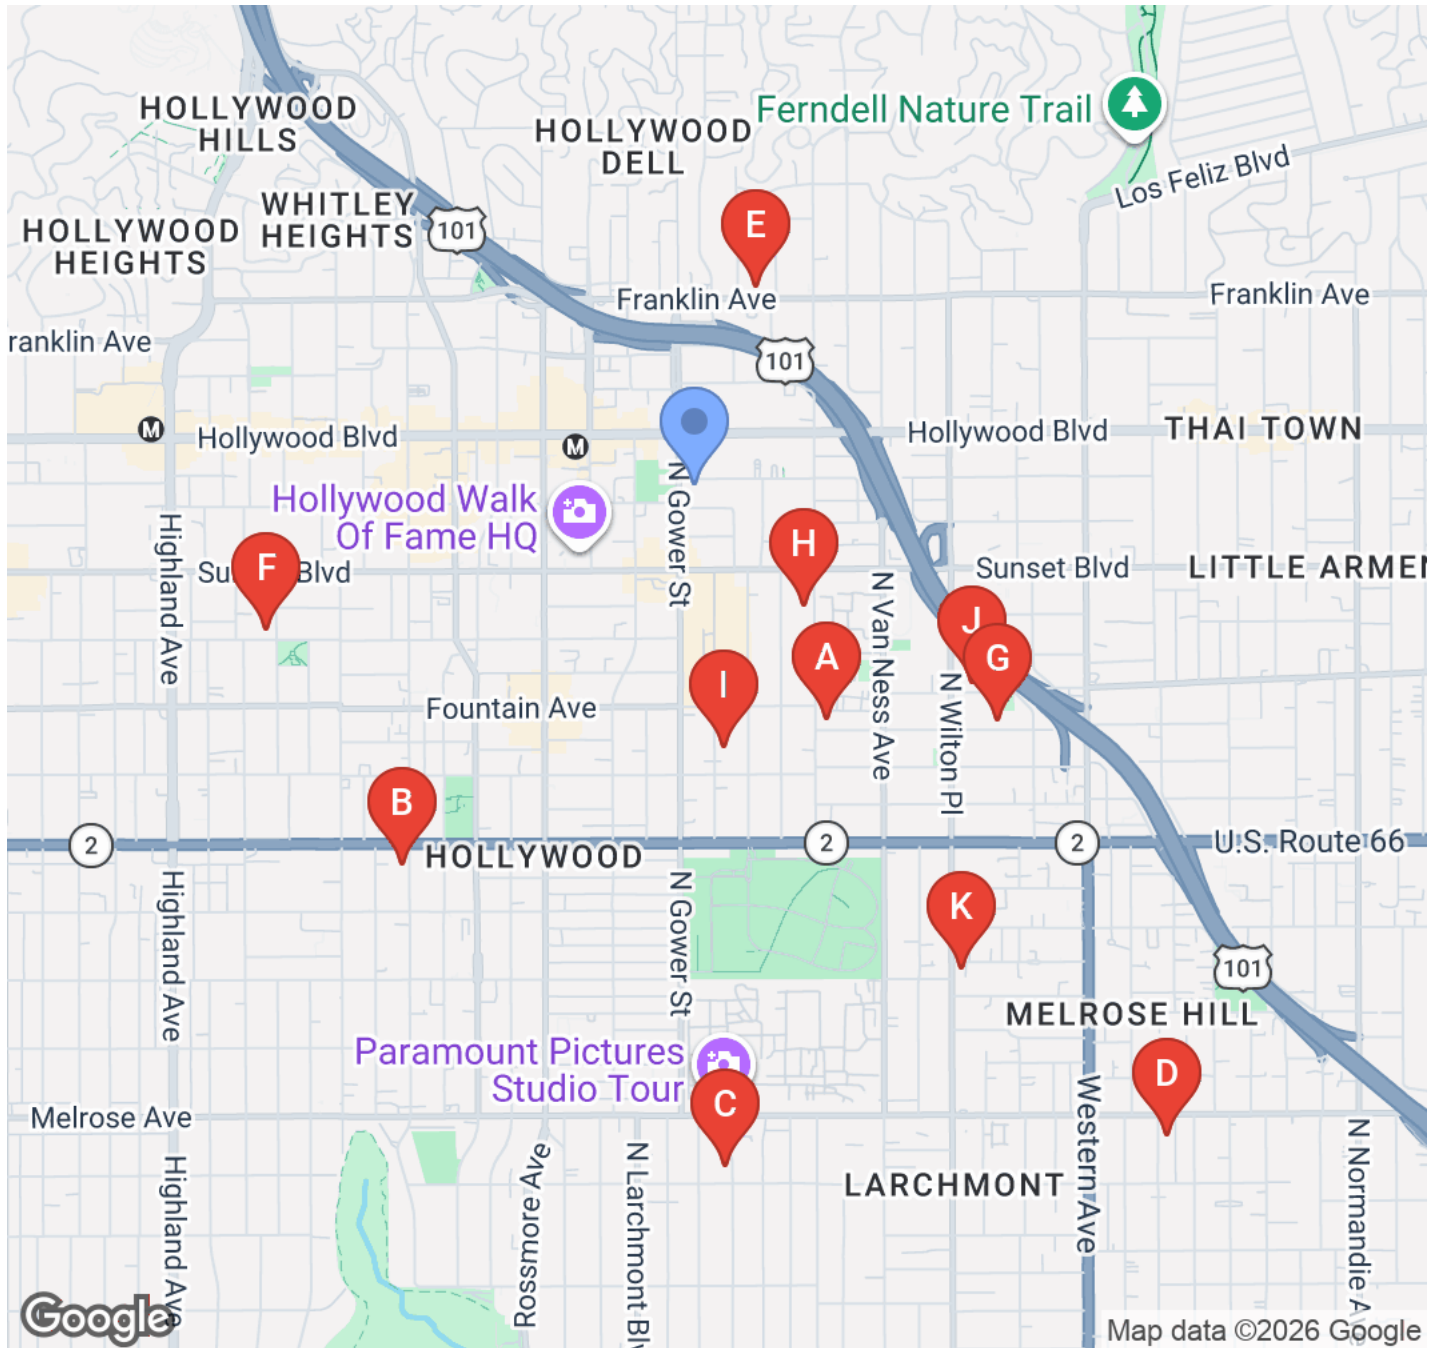 HOLLYWOOD
HILLS
HOLLYWOOD
DELL
Ferndell Nature Trail
Los Feliz Blvd
WHITLEY
HEIGHTS
HOLLYWOOD
HEIGHTS
101
E
Franklin Ave
Franklin Ave
ranklin Ave
101
M
Hollywood Blvd
M
Hollywood Blvd
THAI TOWN
N Gower St
Hollywood Walk
Of Fame HQ
Highland Ave
F
Su
Blvd
H
Sunset Blvd
LITTLE ARMEN
N Van Ness Ave
J
G
A
I
N Wilton Pl
Fountain Ave
B
2
HOLLYWOOD
2
2
U.S. Route 66
Highland Ave
N Gower St
K
101
MELROSE HILL
Paramount Pictures
Studio Tour
C
D
Melrose Ave
Western Ave
N Normandie A
Highland Ave
Rossmore Ave
N Larchmont Blv
LARCHMONT
Google
Map data ©2026 Google